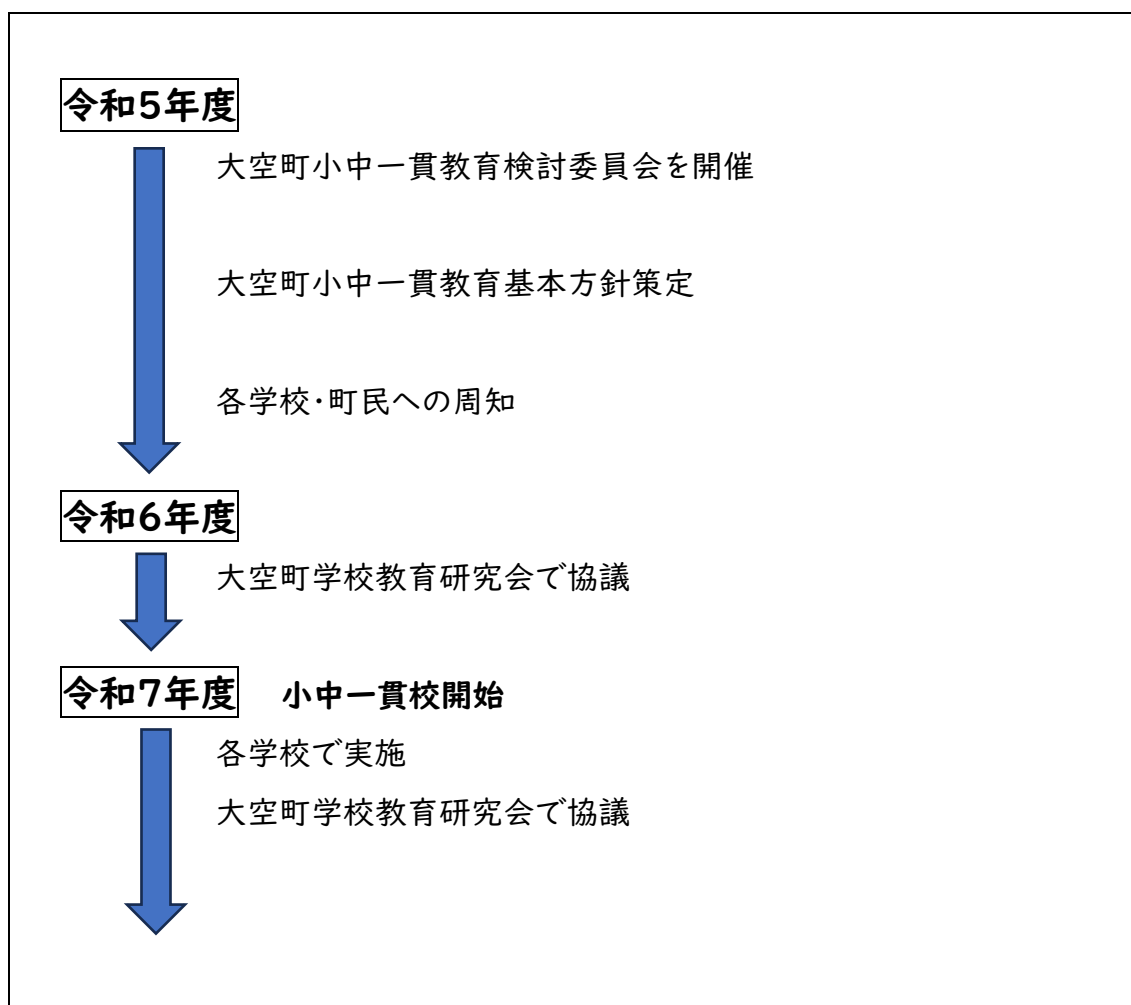 令和5年度
大空町小中一貫教育検討委員会を開催
大空町小中一貫教育基本方針策定
各学校・町民への周知
令和6年度
大空町学校教育研究会で協議
令和7年度 小中一貫校開始
各学校で実施
大空町学校教育研究会で協議